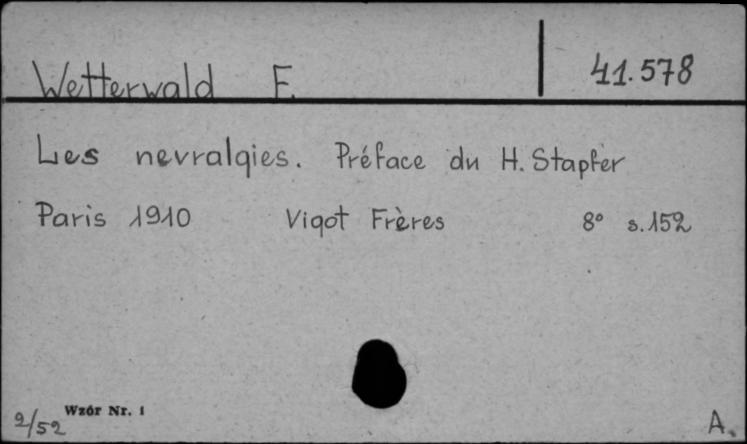 Wetterwald F. 41.578
Les nevralgies. Préface du H. Stapfer
Paris 1910 Vigot Frères 8° s.152
Wzór Nr. 1
2/52 A.